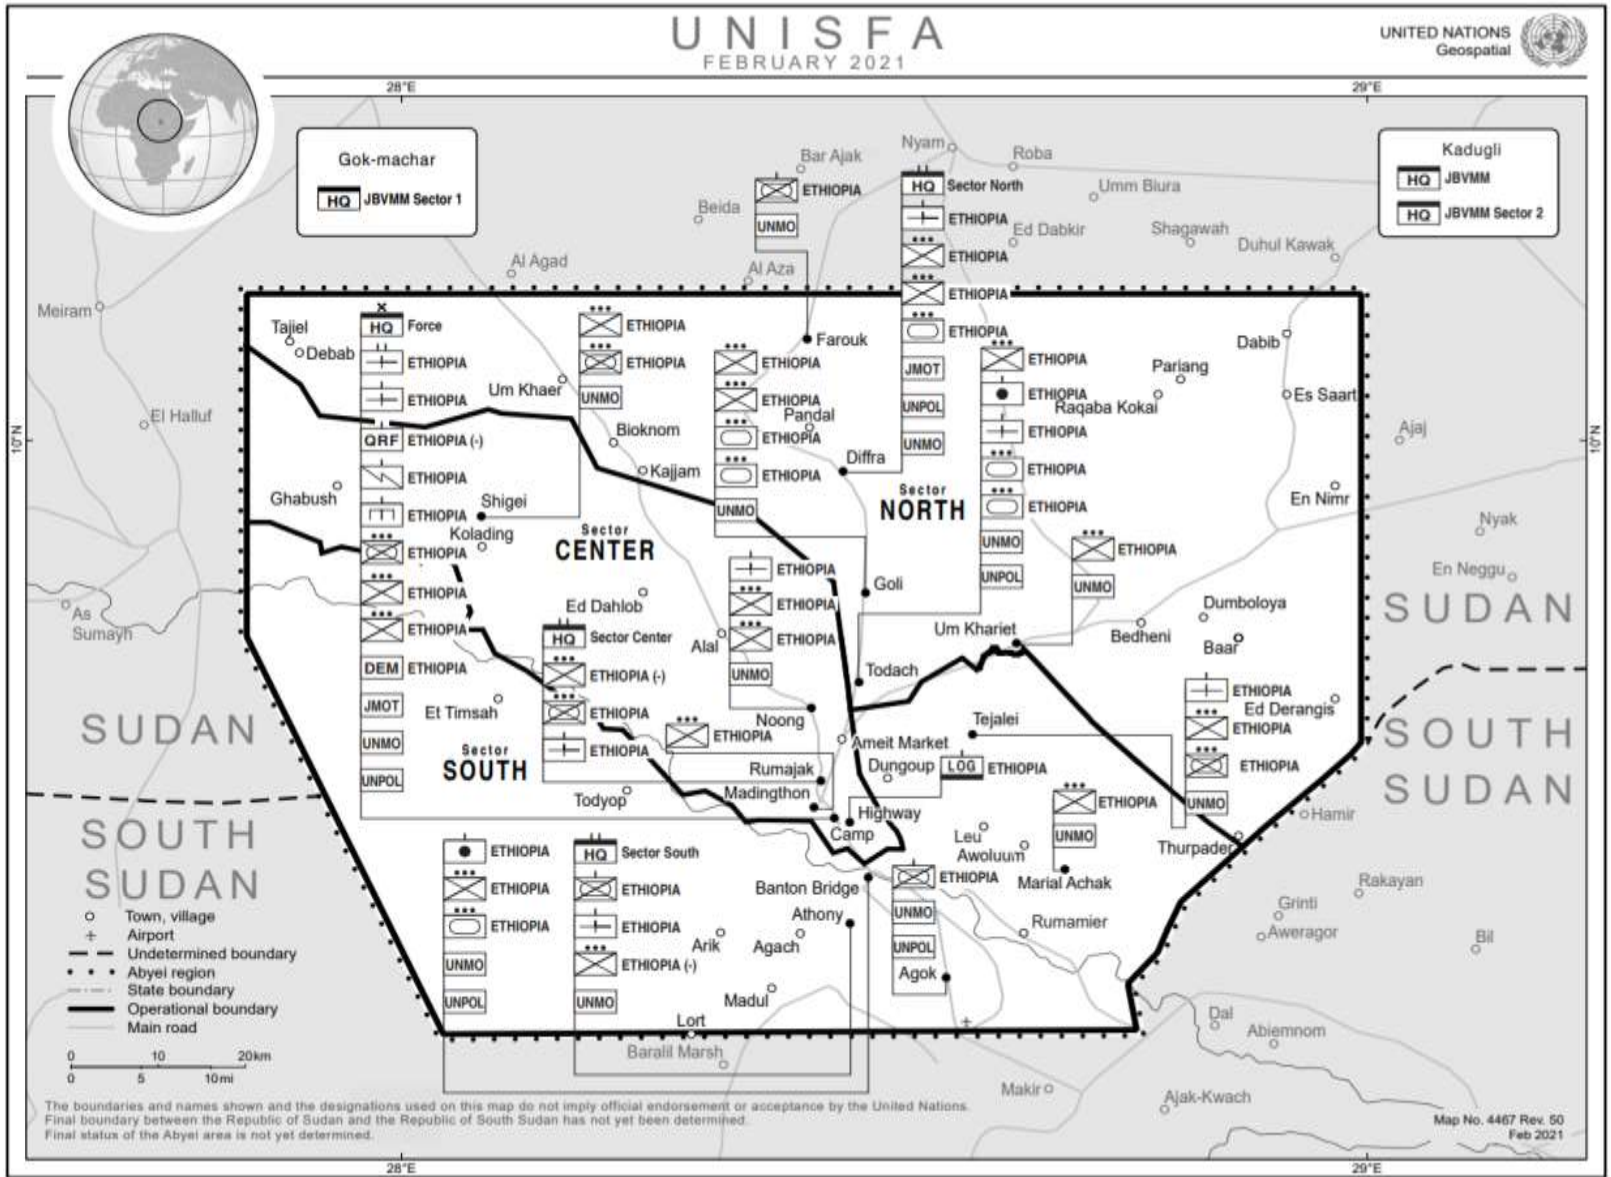 UNISFA
FEBRUARY 2021
UNITED NATIONS
Geospatial
28°E
29°E
Gok-machar
HQ JBVMM Sector 1
Kadugli
HQ JBVMM
HQ JBVMM Sector 2
Nyam
Roba
Bar Ajak
ETHIOPIA
UNMO
HQ Sector North
ETHIOPIA
ETHIOPIA
ETHIOPIA
ETHIOPIA
JMOT
UNPOL
UNMO
Umm Biura
Beida
Ed Dabkir
Shagawah
Duhul Kawak
Al Agad
Al Aza
Meiram
Tajiel
Debab
HQ Force
ETHIOPIA
ETHIOPIA
QRF ETHIOPIA (-)
ETHIOPIA
ETHIOPIA
ETHIOPIA
ETHIOPIA
ETHIOPIA
DEM ETHIOPIA
JMOT
UNMO
UNPOL
ETHIOPIA
ETHIOPIA
UNMO
Um Khaer
Farouk
ETHIOPIA
ETHIOPIA
ETHIOPIA
ETHIOPIA
UNMO
Pandal
ETHIOPIA
ETHIOPIA
ETHIOPIA
ETHIOPIA
ETHIOPIA
UNMO
UNPOL
Dabib
Pariang
Raqaba Kokai
Es Saart
El Halluf
10°N
10°N
Ajaj
Bioknom
Kajjam
Diffra
Ghabush
Shigei
Kolading
Sector
CENTER
Sector
NORTH
En Nimr
Nyak
En Neggu
ETHIOPIA
UNMO
ETHIOPIA
ETHIOPIA
ETHIOPIA
UNMO
Goli
As
Sumayh
Ed Dahlob
Alal
HQ Sector Center
ETHIOPIA (-)
ETHIOPIA
ETHIOPIA
Um Khariet
Bedheni
Dumboloya
Baar
SUDAN
Todach
ETHIOPIA
Ed Derangis
ETHIOPIA
ETHIOPIA
UNMO
Et Timsah
Noong
Tejalei
SUDAN
Sector
SOUTH
ETHIOPIA
Ameit Market
Rumajak
Dungoup
LOG ETHIOPIA
SOUTH
SUDAN
Todyop
Madingthon
Highway
Camp
ETHIOPIA
UNMO
Hamir
SOUTH
SUDAN
Leu
Awoluum
Marial Achak
Thurpader
ETHIOPIA
ETHIOPIA
ETHIOPIA
UNMO
UNPOL
HQ Sector South
ETHIOPIA
ETHIOPIA
ETHIOPIA (-)
UNMO
Banton Bridge
Athony
ETHIOPIA
UNMO
UNPOL
Agok
Rumamier
Rakayan
Grinti
Aweragor
Bil
Arik
Agach
Madul
Lort
Baralil Marsh
Dal
Abiemnom
Makir
Ajak-Kwach
Town, village
Airport
Undetermined boundary
Abyei region
State boundary
Operational boundary
Main road
0 10 20km
0 5 10mi
The boundaries and names shown and the designations used on this map do not imply official endorsement or acceptance by the United Nations.
Final boundary between the Republic of Sudan and the Republic of South Sudan has not yet been determined.
Final status of the Abyei area is not yet determined.
Map No. 4467 Rev. 50
Feb 2021
28°E
29°E